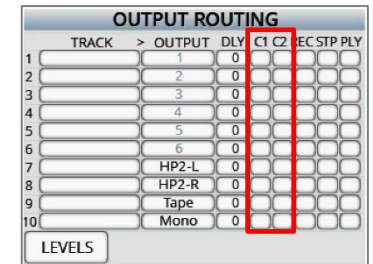 OUTPUT ROUTING
TRACK > OUTPUT DLY C1 C2 REC STP PLY
1 1 0
2 2 0
3 3 0
4 4 0
5 5 0
6 6 0
7 HP2-L 0
8 HP2-R 0
9 Tape 0
10 Mono 0
LEVELS